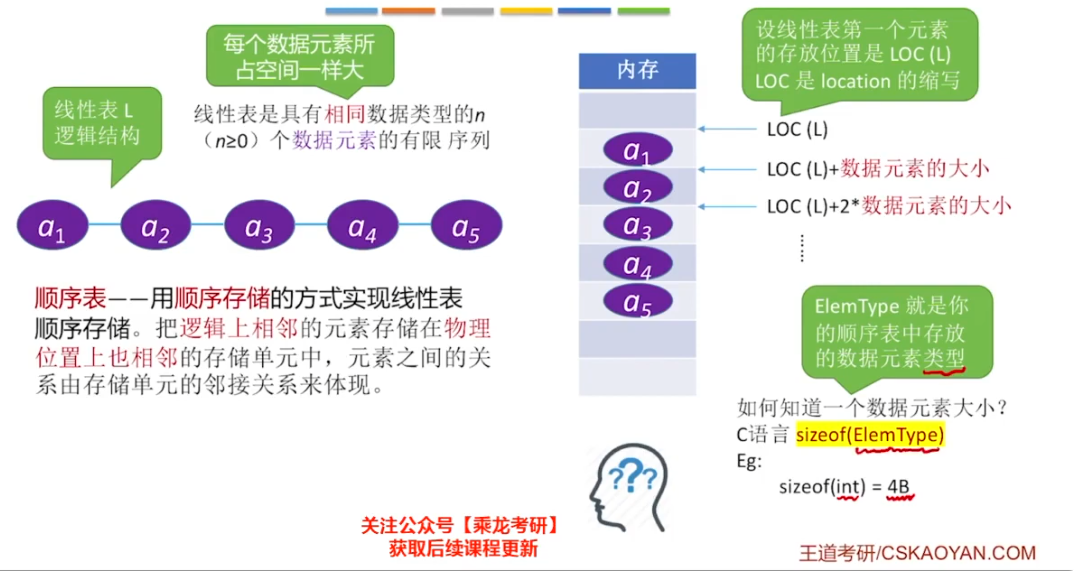 每个数据元素所
占空间一样大
线性表 L
逻辑结构
线性表是具有相同数据类型的n
（n≥0）个数据元素的有限 序列
a1 a2 a3 a4 a5
顺序表——用顺序存储的方式实现线性表
顺序存储。把逻辑上相邻的元素存储在物理
位置上也相邻的存储单元中，元素之间的关
系由存储单元的邻接关系来体现。
内存
a1
a2
a3
a4
a5
设线性表第一个元素
的存放位置是 LOC (L)
LOC 是 location 的缩写
LOC (L)
LOC (L)+数据元素的大小
LOC (L)+2*数据元素的大小
ElemType 就是你
的顺序表中存放
的数据元素类型
如何知道一个数据元素大小？
C语言 sizeof(ElemType)
Eg:
sizeof(int) = 4B
???
关注公众号【乘龙考研】
获取后续课程更新
王道考研/CSKAOYAN.COM